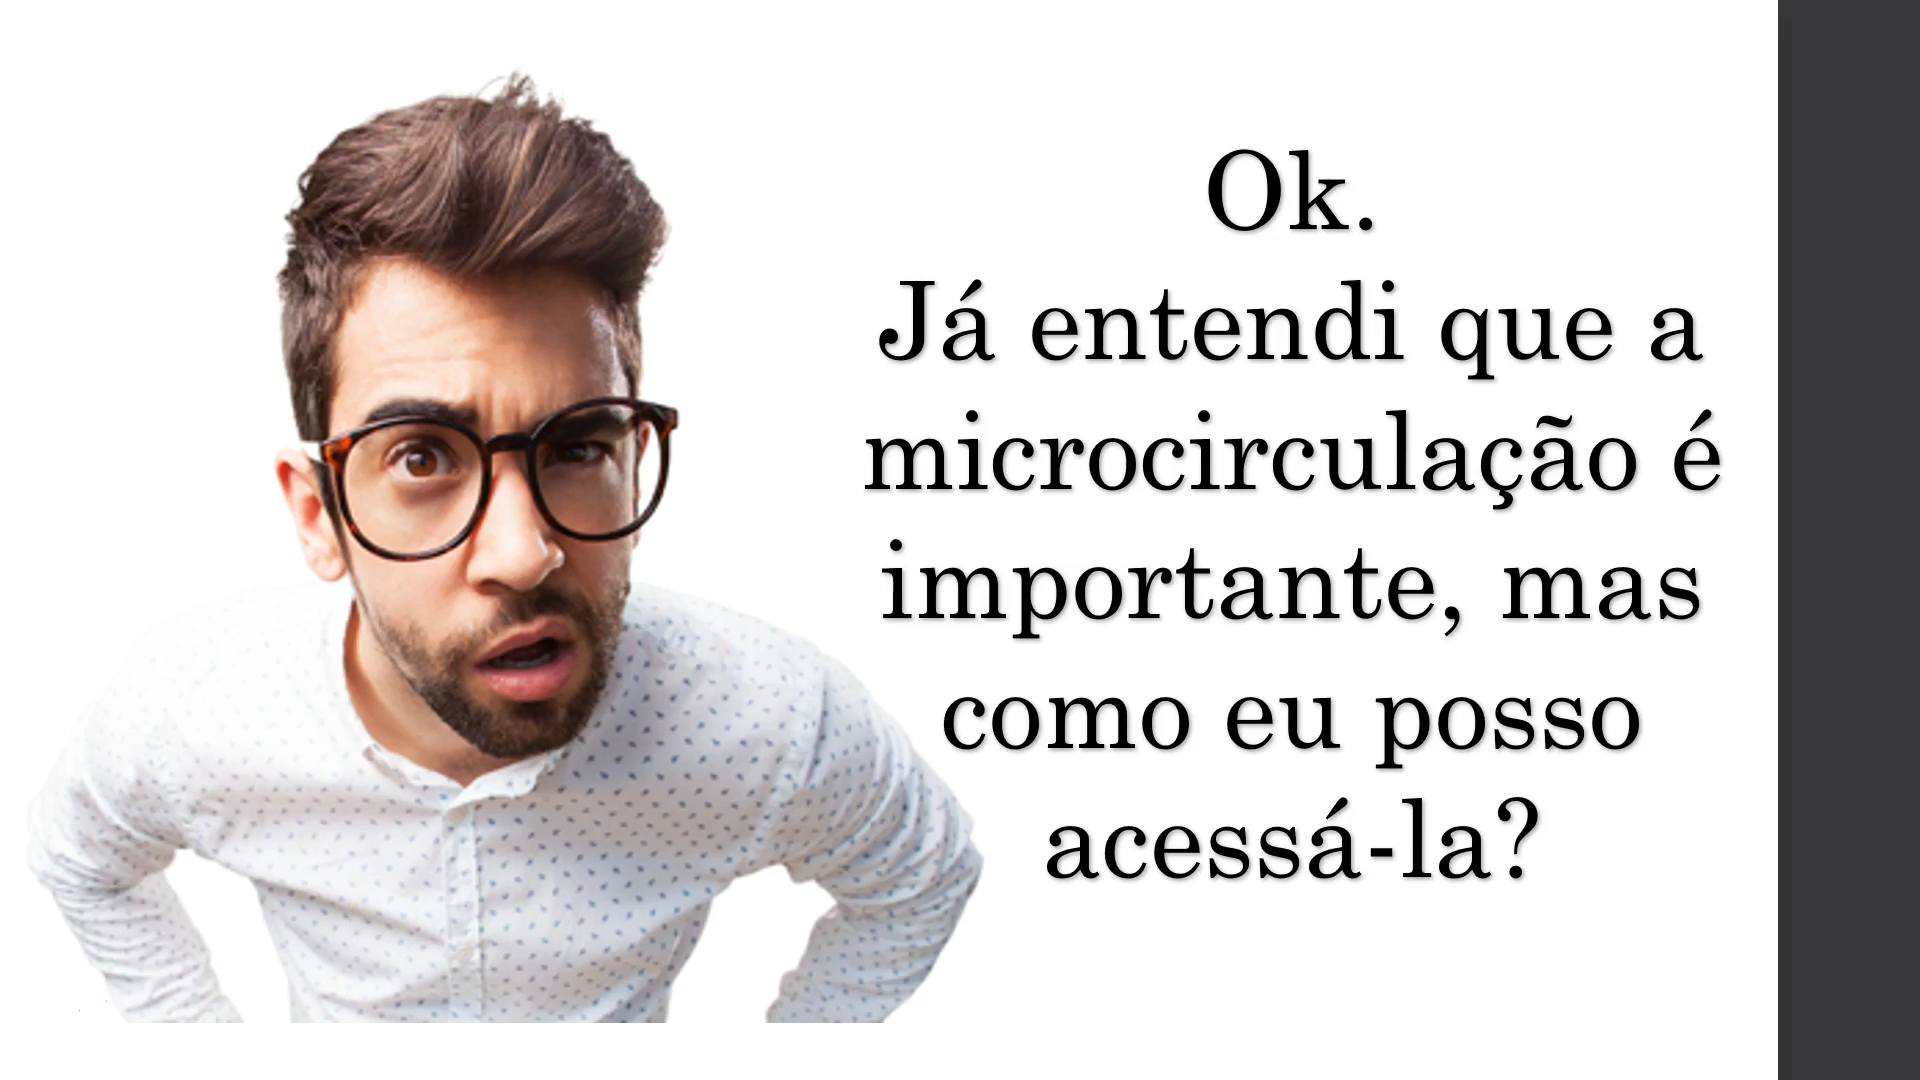 Ok.
Já entendi que a
microcirculação é
importante, mas
como eu posso
acessá-la?